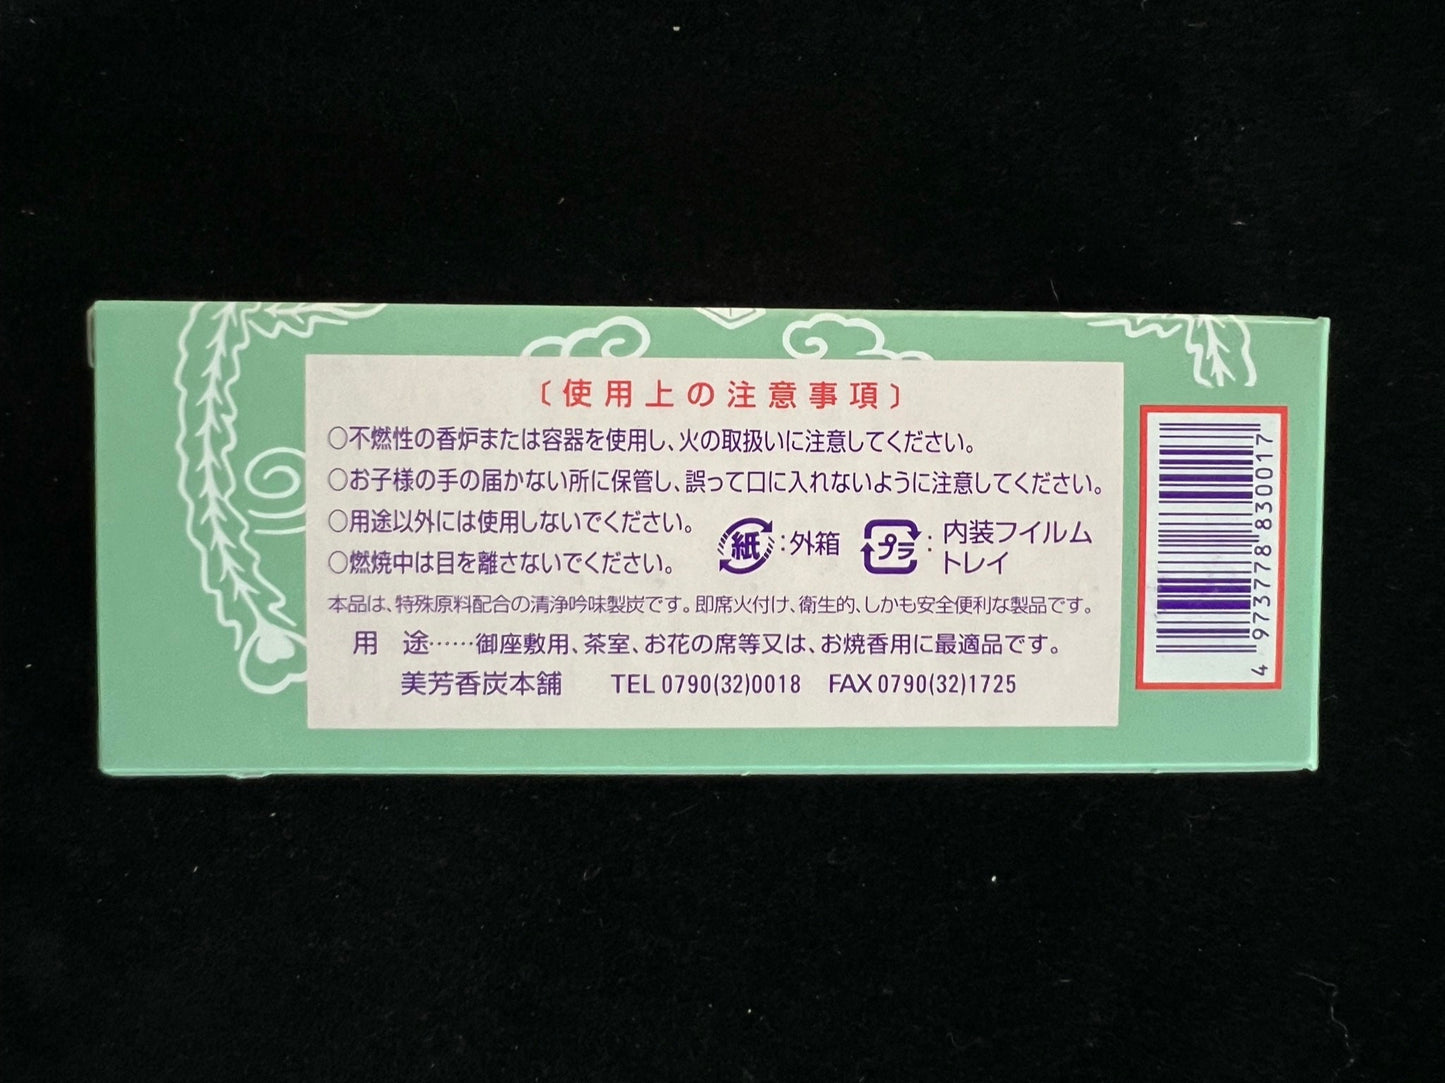 〔使用上の注意事項〕
○不燃性の香炉または容器を使用し、火の取扱いに注意してください。
○お子様の手の届かない所に保管し、誤って口に入れないように注意してください。
○用途以外には使用しないでください。
○燃焼中は目を離さないでください。
紙:外箱
プラ:内装フイルム
トレイ
本品は、特殊原料配合の清浄吟味製炭です。即席火付け、衛生的、しかも安全便利な製品です。
用 途……御座敷用、茶室、お花の席等又は、お焼香用に最適品です。
美芳香炭本舗 TEL 0790(32)0018 FAX 0790(32)1725
4 973778 830017